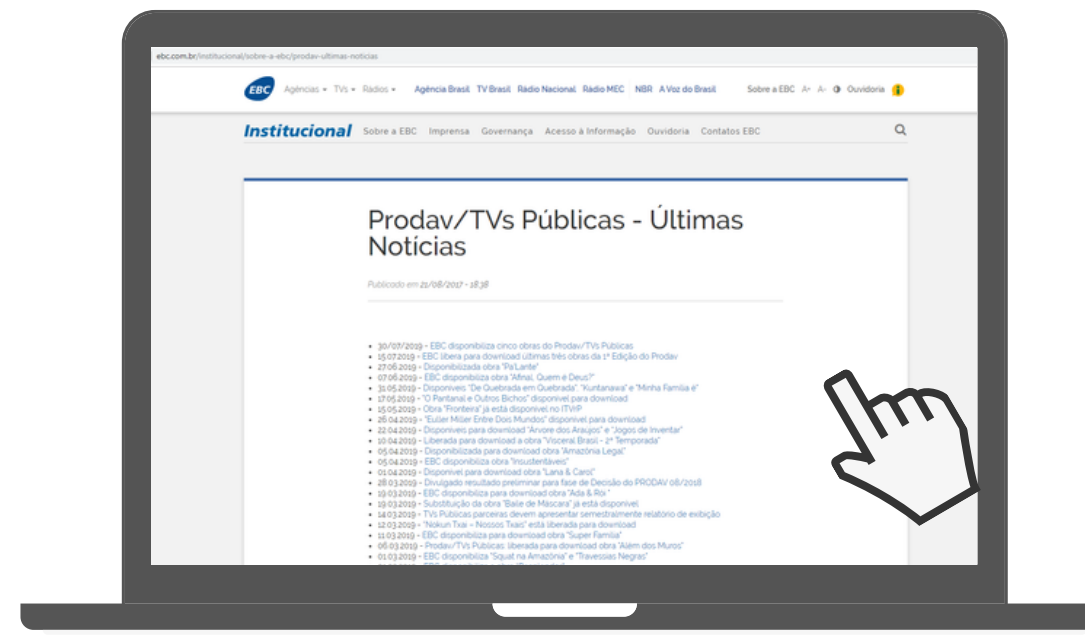 ebc.com.br/institucional/sobre-a-ebc/prodav-ultimas-noticias
EBC Agências TVs Rádios Agência Brasil TV Brasil Rádio Nacional Rádio MEC NBR A Voz do Brasil Sobre a EBC A+ A- Ouvidoria i
Institucional Sobre a EBC Imprensa Governança Acesso à Informação Ouvidoria Contatos EBC
Prodav/TVs Públicas - Últimas
Notícias
Publicado em 21/08/2017 - 18:38
• 30/07/2019 - EBC disponibiliza cinco obras do Prodav/TVs Públicas
• 15.07.2019 - EBC libera para download últimas três obras da 1ª Edição do Prodav
• 27.06.2019 - Disponibilizada obra "Pa'Lante"
• 07.06.2019 - EBC disponibiliza obra "Afinal, Quem é Deus?"
• 31.05.2019 - Disponíveis "De Quebrada em Quebrada", "Kuntanawa" e "Minha Família é"
• 17.05.2019 - "O Pantanal e Outros Bichos" disponível para download
• 15.05.2019 - Obra "Fronteira" já está disponível no ITVRP
• 26.04.2019 - "Euller Miller Entre Dois Mundos" disponível para download
• 22.04.2019 - Disponíveis para download "Árvore dos Araújos" e "Jogos de Inventar"
• 10.04.2019 - Liberada para download a obra "Visceral Brasil - 2ª Temporada"
• 05.04.2019 - Disponibilizada para download obra "Amazônia Legal"
• 05.04.2019 - EBC disponibiliza obra "Insustentáveis"
• 01.04.2019 - Disponível para download obra "Lana & Carol"
• 28.03.2019 - Divulgado resultado preliminar para fase de Decisão do PRODAV 08/2018
• 19.03.2019 - EBC disponibiliza para download obra "Ada & Rói "
• 19.03.2019 - Substituição da obra "Baile de Máscara" já esta disponível
• 14.03.2019 - TVs Públicas parceiras devem apresentar semestralmente relatório de exibição
• 12.03.2019 - "Nokun Txai – Nossos Txais" está liberada para download
• 11.03.2019 - EBC disponibiliza para download obra "Super Família"
• 06.03.2019 - Prodav/TVs Públicas: liberada para download obra "Além dos Muros"
• 01.03.2019 - EBC disponibiliza "Squat na Amazônia" e "Travessias Negras"